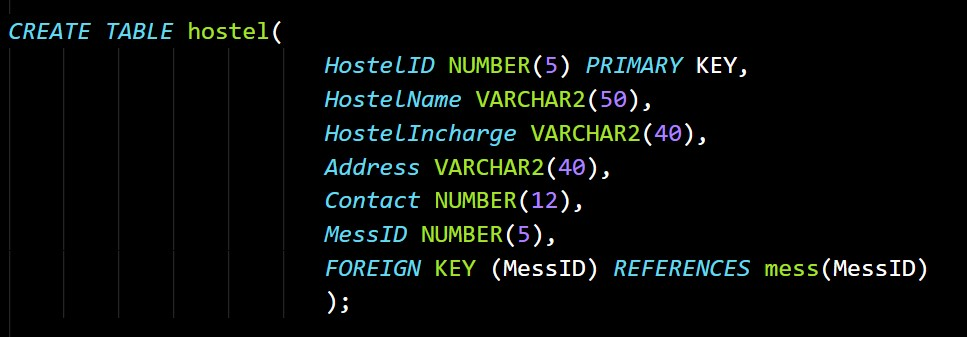 CREATE TABLE hostel(
HostelID NUMBER(5) PRIMARY KEY,
HostelName VARCHAR2(50),
HostelIncharge VARCHAR2(40),
Address VARCHAR2(40),
Contact NUMBER(12),
MessID NUMBER(5),
FOREIGN KEY (MessID) REFERENCES mess(MessID)
);